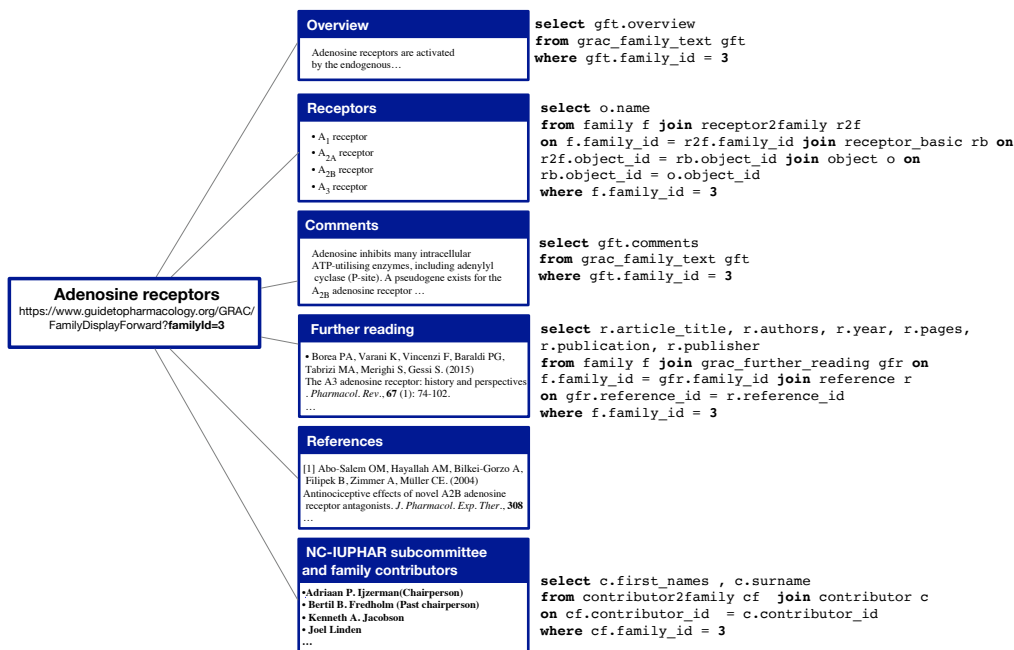 Overview
Adenosine receptors are activated
by the endogenous…
select gft.overview
from grac_family_text gft
where gft.family_id = 3
Receptors
• A1 receptor
• A2A receptor
• A2B receptor
• A3 receptor
select o.name
from family f join receptor2family r2f
on f.family_id = r2f.family_id join receptor_basic rb on
r2f.object_id = rb.object_id join object o on
rb.object_id = o.object_id
where f.family_id = 3
Comments
Adenosine inhibits many intracellular
ATP-utilising enzymes, including adenylyl
cyclase (P-site). A pseudogene exists for the
A2B adenosine receptor …
select gft.comments
from grac_family_text gft
where gft.family_id = 3
Adenosine receptors
https://www.guidetopharmacology.org/GRAC/
FamilyDisplayForward?familyId=3
Further reading
• Borea PA, Varani K, Vincenzi F, Baraldi PG,
Tabrizi MA, Merighi S, Gessi S. (2015)
The A3 adenosine receptor: history and perspectives
. Pharmacol. Rev., 67 (1): 74-102.
…
select r.article_title, r.authors, r.year, r.pages,
r.publication, r.publisher
from family f join grac_further_reading gfr on
f.family_id = gfr.family_id join reference r
on gfr.reference_id = r.reference_id
where f.family_id = 3
References
[1] Abo-Salem OM, Hayallah AM, Bilkei-Gorzo A,
Filipek B, Zimmer A, Müller CE. (2004)
Antinociceptive effects of novel A2B adenosine
receptor antagonists. J. Pharmacol. Exp. Ther., 308
…
NC-IUPHAR subcommittee
and family contributors
•Adriaan P. Ijzerman(Chairperson)
• Bertil B. Fredholm (Past chairperson)
• Kenneth A. Jacobson
• Joel Linden
…
select c.first_names , c.surname
from contributor2family cf join contributor c
on cf.contributor_id = c.contributor_id
where cf.family_id = 3